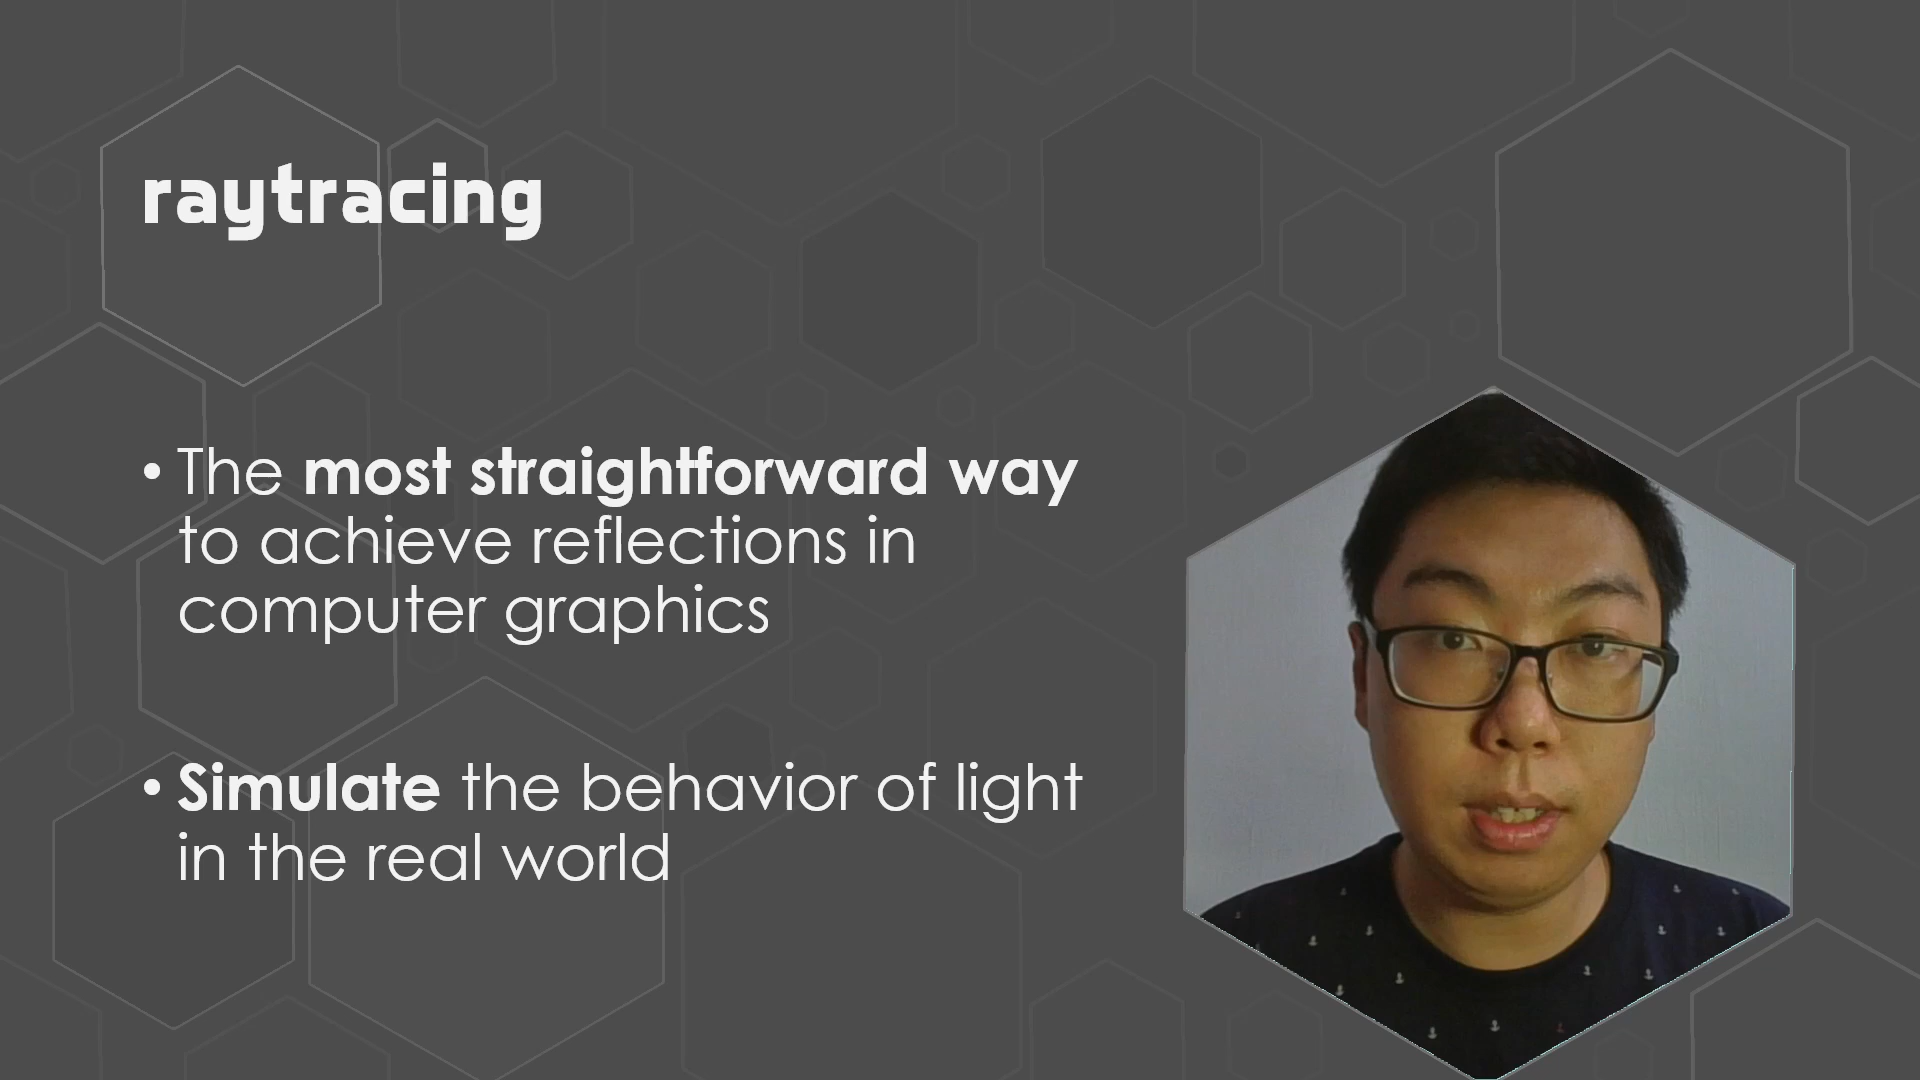 raytracing
• The most straightforward way
to achieve reflections in
computer graphics
• Simulate the behavior of light
in the real world